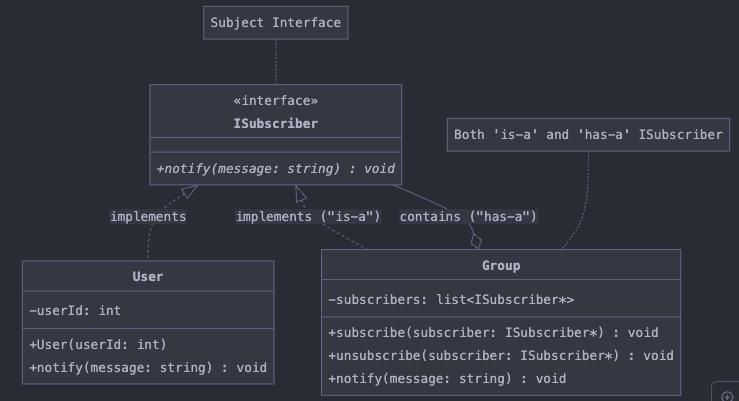 Subject Interface
«interface»
ISubscriber
+notify(message: string) : void
Both 'is-a' and 'has-a' ISubscriber
implements
implements ("is-a")
contains ("has-a")
User
-userId: int
+User(userId: int)
+notify(message: string) : void
Group
-subscribers: list<ISubscriber*>
+subscribe(subscriber: ISubscriber*) : void
+unsubscribe(subscriber: ISubscriber*) : void
+notify(message: string) : void